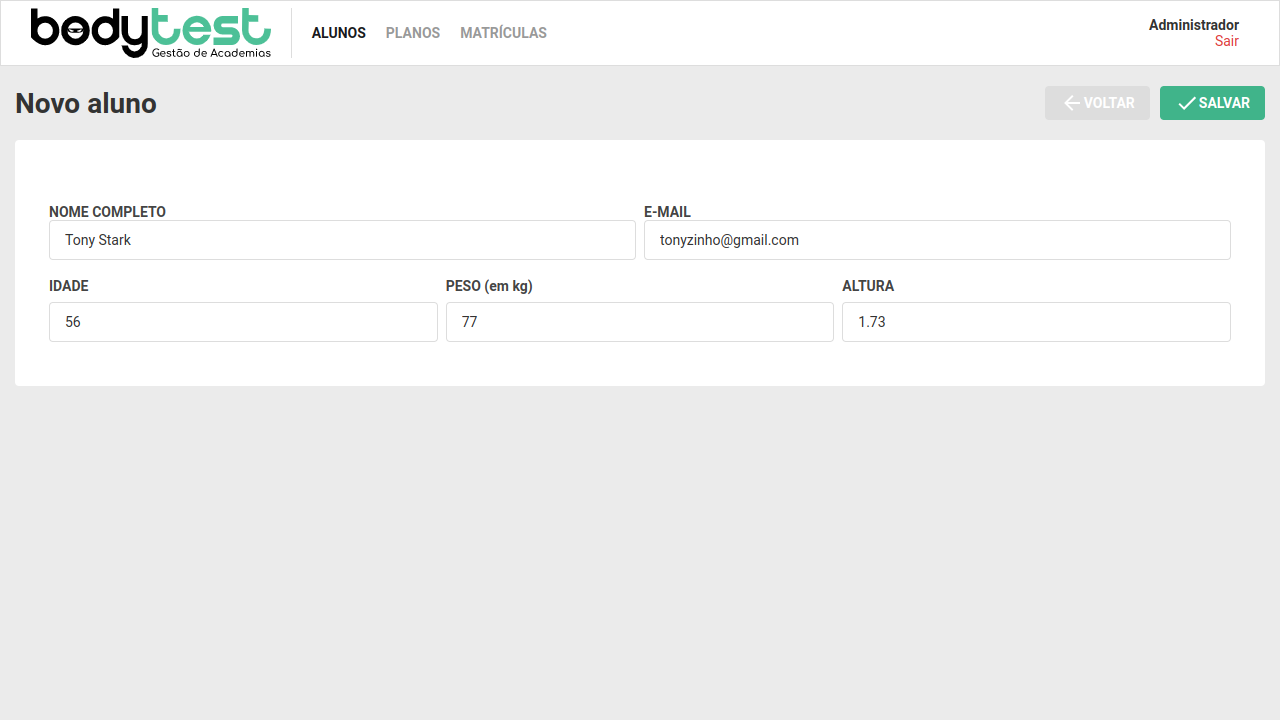 bodytest
Gestão de Academias
ALUNOS PLANOS MATRÍCULAS
Administrador
Sair
Novo aluno
VOLTAR SALVAR
NOME COMPLETO E-MAIL
Tony Stark tonyzinho@gmail.com
IDADE PESO (em kg) ALTURA
56 77 1.73